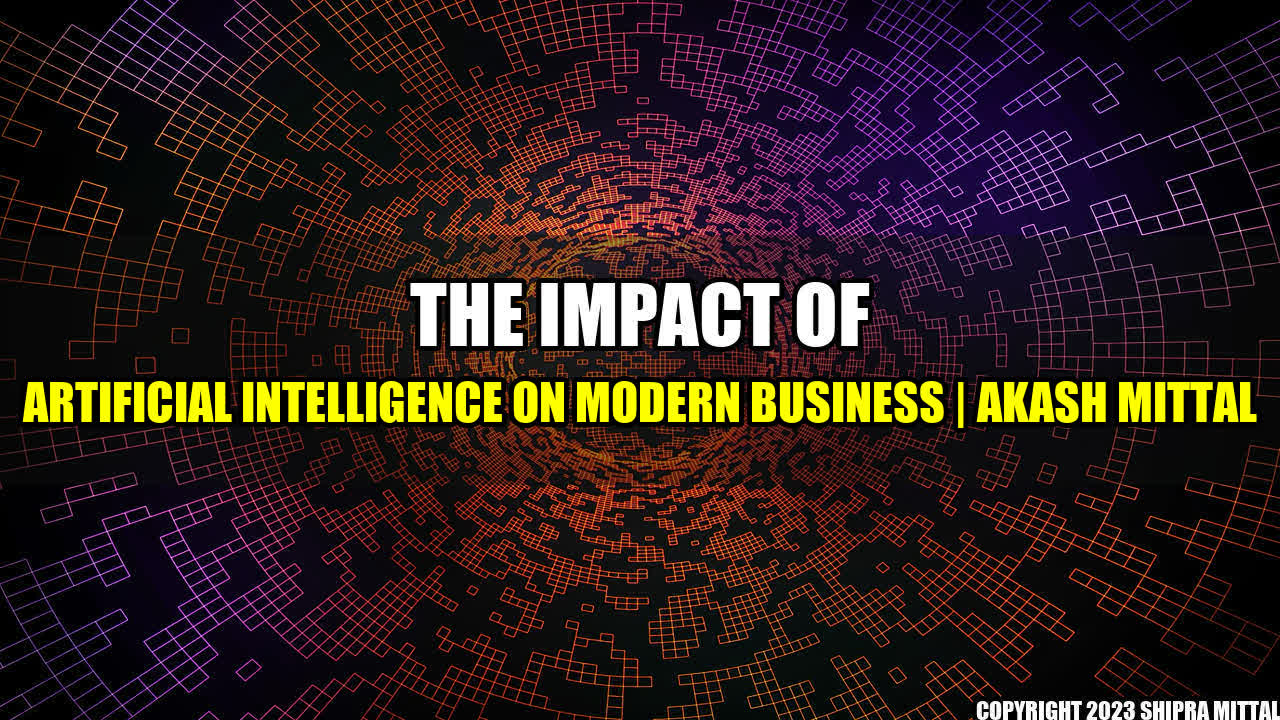 THE IMPACT OF
ARTIFICIAL INTELLIGENCE ON MODERN BUSINESS | AKASH MITTAL
COPYRIGHT 2023 SHIPRA MITTAL